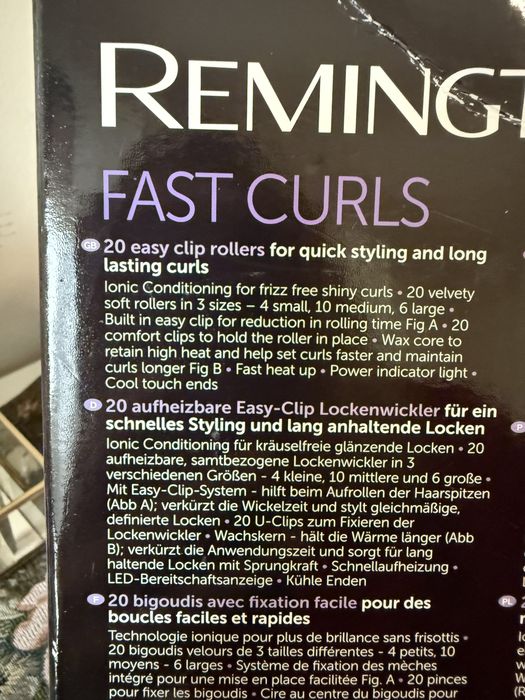 REMINGT
FAST CURLS
GB 20 easy clip rollers for quick styling and long
lasting curls
Ionic Conditioning for frizz free shiny curls • 20 velvety
soft rollers in 3 sizes – 4 small, 10 medium, 6 large •
Built in easy clip for reduction in rolling time Fig A • 20
comfort clips to hold the roller in place • Wax core to
retain high heat and help set curls faster and maintain
curls longer Fig B • Fast heat up • Power indicator light •
Cool touch ends
D 20 aufheizbare Easy-Clip Lockenwickler für ein
schnelles Styling und lang anhaltende Locken
Ionic Conditioning für kräuselfreie glänzende Locken • 20
aufheizbare, samtbezogene Lockenwickler in 3
verschiedenen Größen - 4 kleine, 10 mittlere und 6 große •
Mit Easy-Clip-System - hilft beim Aufrollen der Haarspitzen
(Abb A); verkürzt die Wickelzeit und stylt gleichmäßige,
definierte Locken • 20 U-Clips zum Fixieren der
Lockenwickler • Wachskern - hält die Wärme länger (Abb
B); verkürzt die Anwendungszeit und sorgt für lang
haltende Locken mit Sprungkraft • Schnellaufheizung •
LED-Bereitschaftsanzeige • Kühle Enden
F 20 bigoudis avec fixation facile pour des
boucles faciles et rapides
Technologie ionique pour plus de brillance sans frisottis •
20 bigoudis velours de 3 tailles différentes - 4 petits, 10
moyens - 6 larges • Système de fixation des mèches
intégré pour une mise en place facilitée Fig. A • 20 pinces
pour fixer les bigoudis • Cire au centre du bigoudis pour
P
PL